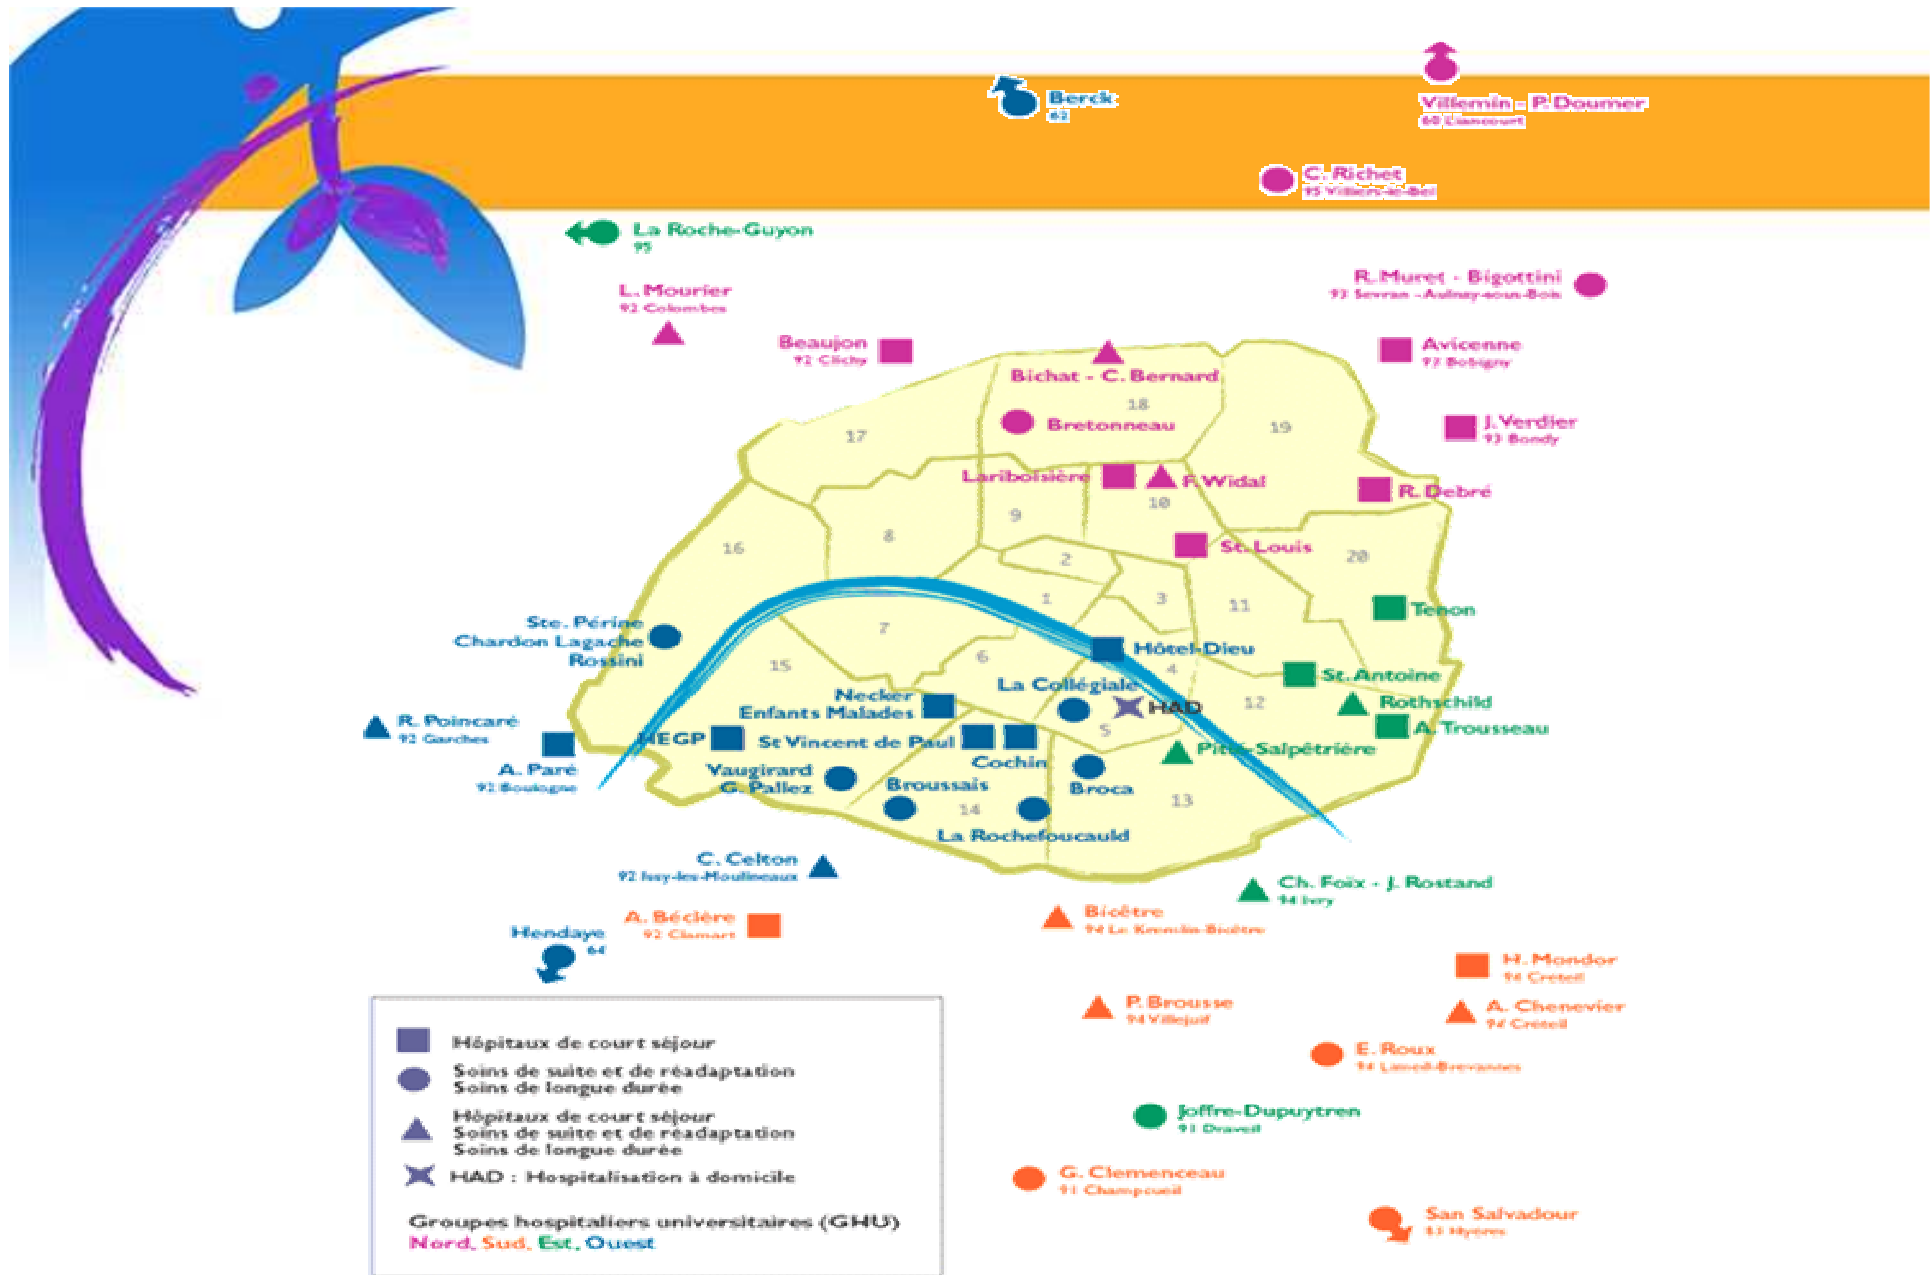 Berck
62
Villemin - P. Doumer
60 Liancourt
C. Richet
95 Villiers-le-Bel
La Roche-Guyon
95
L. Mourier
92 Colombes
R. Muret - Bigottini
93 Sevran - Aulnay-sous-Bois
Beaujon
92 Clichy
Avicenne
93 Bobigny
Bichat - C. Bernard
18
Bretonneau
17
19
J. Verdier
93 Bondy
Lariboisière
F. Widal
10
R. Debré
9
8
16
2
St. Louis
20
1
3
11
Tenon
7
Ste. Périne
Chardon Lagache
Rossini
15
6
Hôtel-Dieu
4
St. Antoine
La Collégiale
Necker
Enfants Malades
HAD
12
Rothschild
R. Poincaré
92 Garches
HEGP
St Vincent de Paul
5
A. Trousseau
Pitié-Salpêtrière
Cochin
A. Paré
92 Boulogne
Vaugirard
G. Pallez
Broussais
Broca
14
13
La Rochefoucauld
C. Celton
92 Issy-les-Moulineaux
Ch. Foix - J. Rostand
94 Ivry
A. Béclère
92 Clamart
Bicêtre
94 Le Kremlin-Bicêtre
Hendaye
64
H. Mondor
94 Créteil
P. Brousse
94 Villejuif
A. Chenevier
94 Créteil
E. Roux
94 Limeil-Brevannes
Joffre-Dupuytren
91 Draveil
G. Clemenceau
91 Champcueil
San Salvadour
83 Hyères
Hôpitaux de court séjour
Soins de suite et de réadaptation
Soins de longue durée
Hôpitaux de court séjour
Soins de suite et de réadaptation
Soins de longue durée
HAD : Hospitalisation à domicile
Groupes hospitaliers universitaires (GHU)
Nord, Sud, Est, Ouest